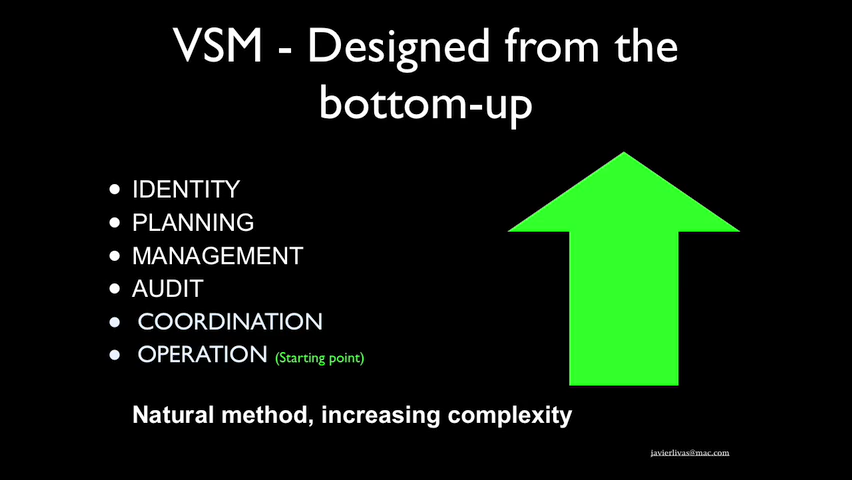 VSM - Designed from the
bottom-up
• IDENTITY
• PLANNING
• MANAGEMENT
• AUDIT
• COORDINATION
• OPERATION (Starting point)
Natural method, increasing complexity
javierlivas@mac.com